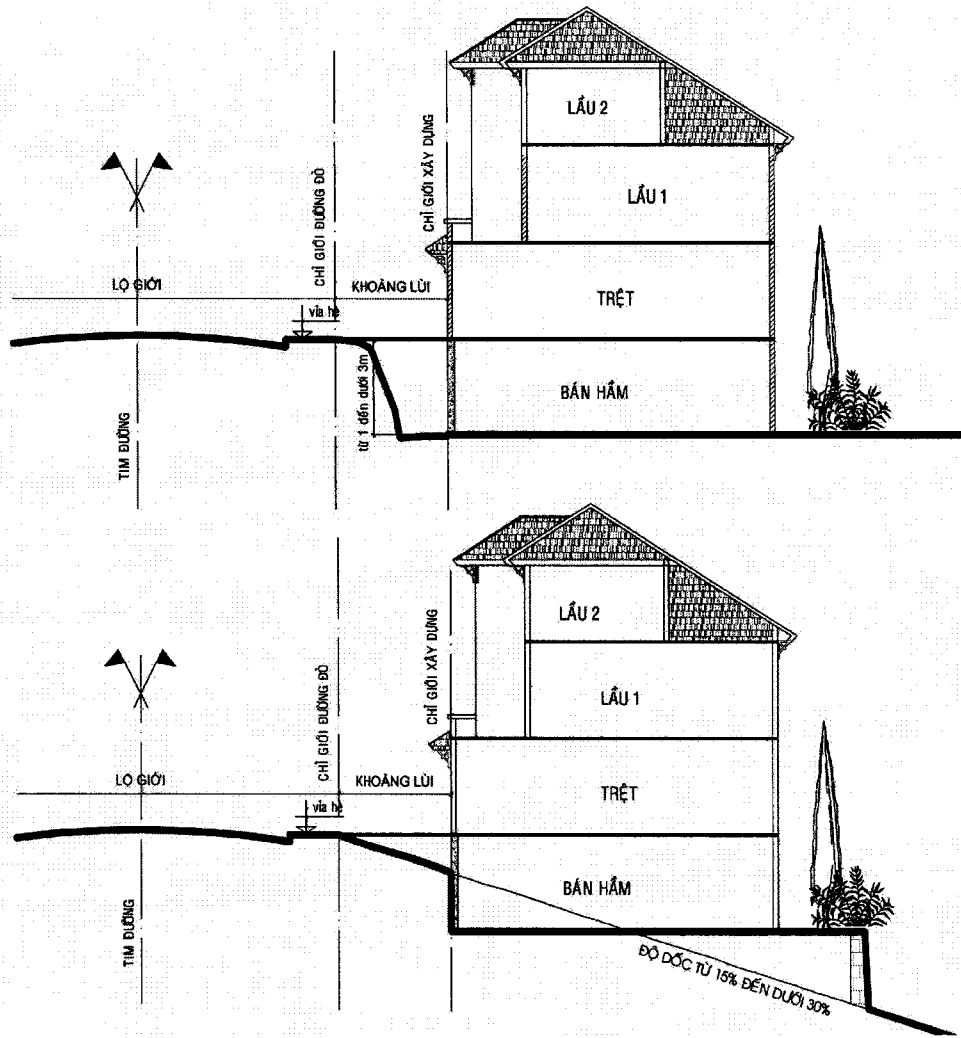 LẦU 2
LẦU 1
CHỈ GIỚI ĐƯỜNG ĐỎ
CHỈ GIỚI XÂY DỰNG
LỘ GIỚI
KHOẢNG LÙI
TRỆT
vỉa hè
từ 1 đến dưới 3m
BÁN HẦM
TIM ĐƯỜNG
LẦU 2
LẦU 1
CHỈ GIỚI ĐƯỜNG ĐỎ
CHỈ GIỚI XÂY DỰNG
LỘ GIỚI
KHOẢNG LÙI
TRỆT
vỉa hè
BÁN HẦM
TIM ĐƯỜNG
ĐỘ DỐC TỪ 15% ĐẾN DƯỚI 30%